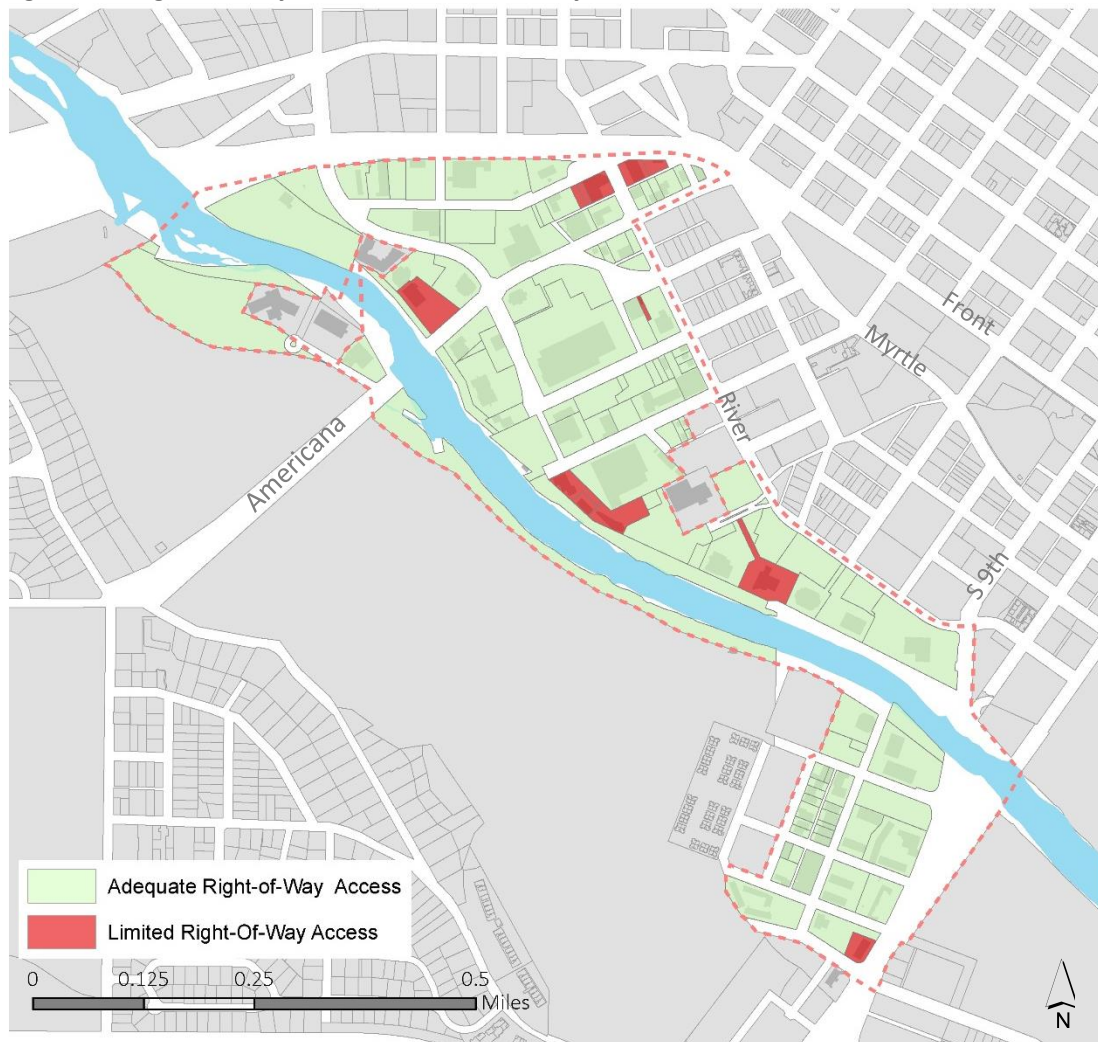 Front
Myrtle
River
Americana
S 9th
Adequate Right-of-Way Access
Limited Right-Of-Way Access
0 0.125 0.25 0.5
Miles
N